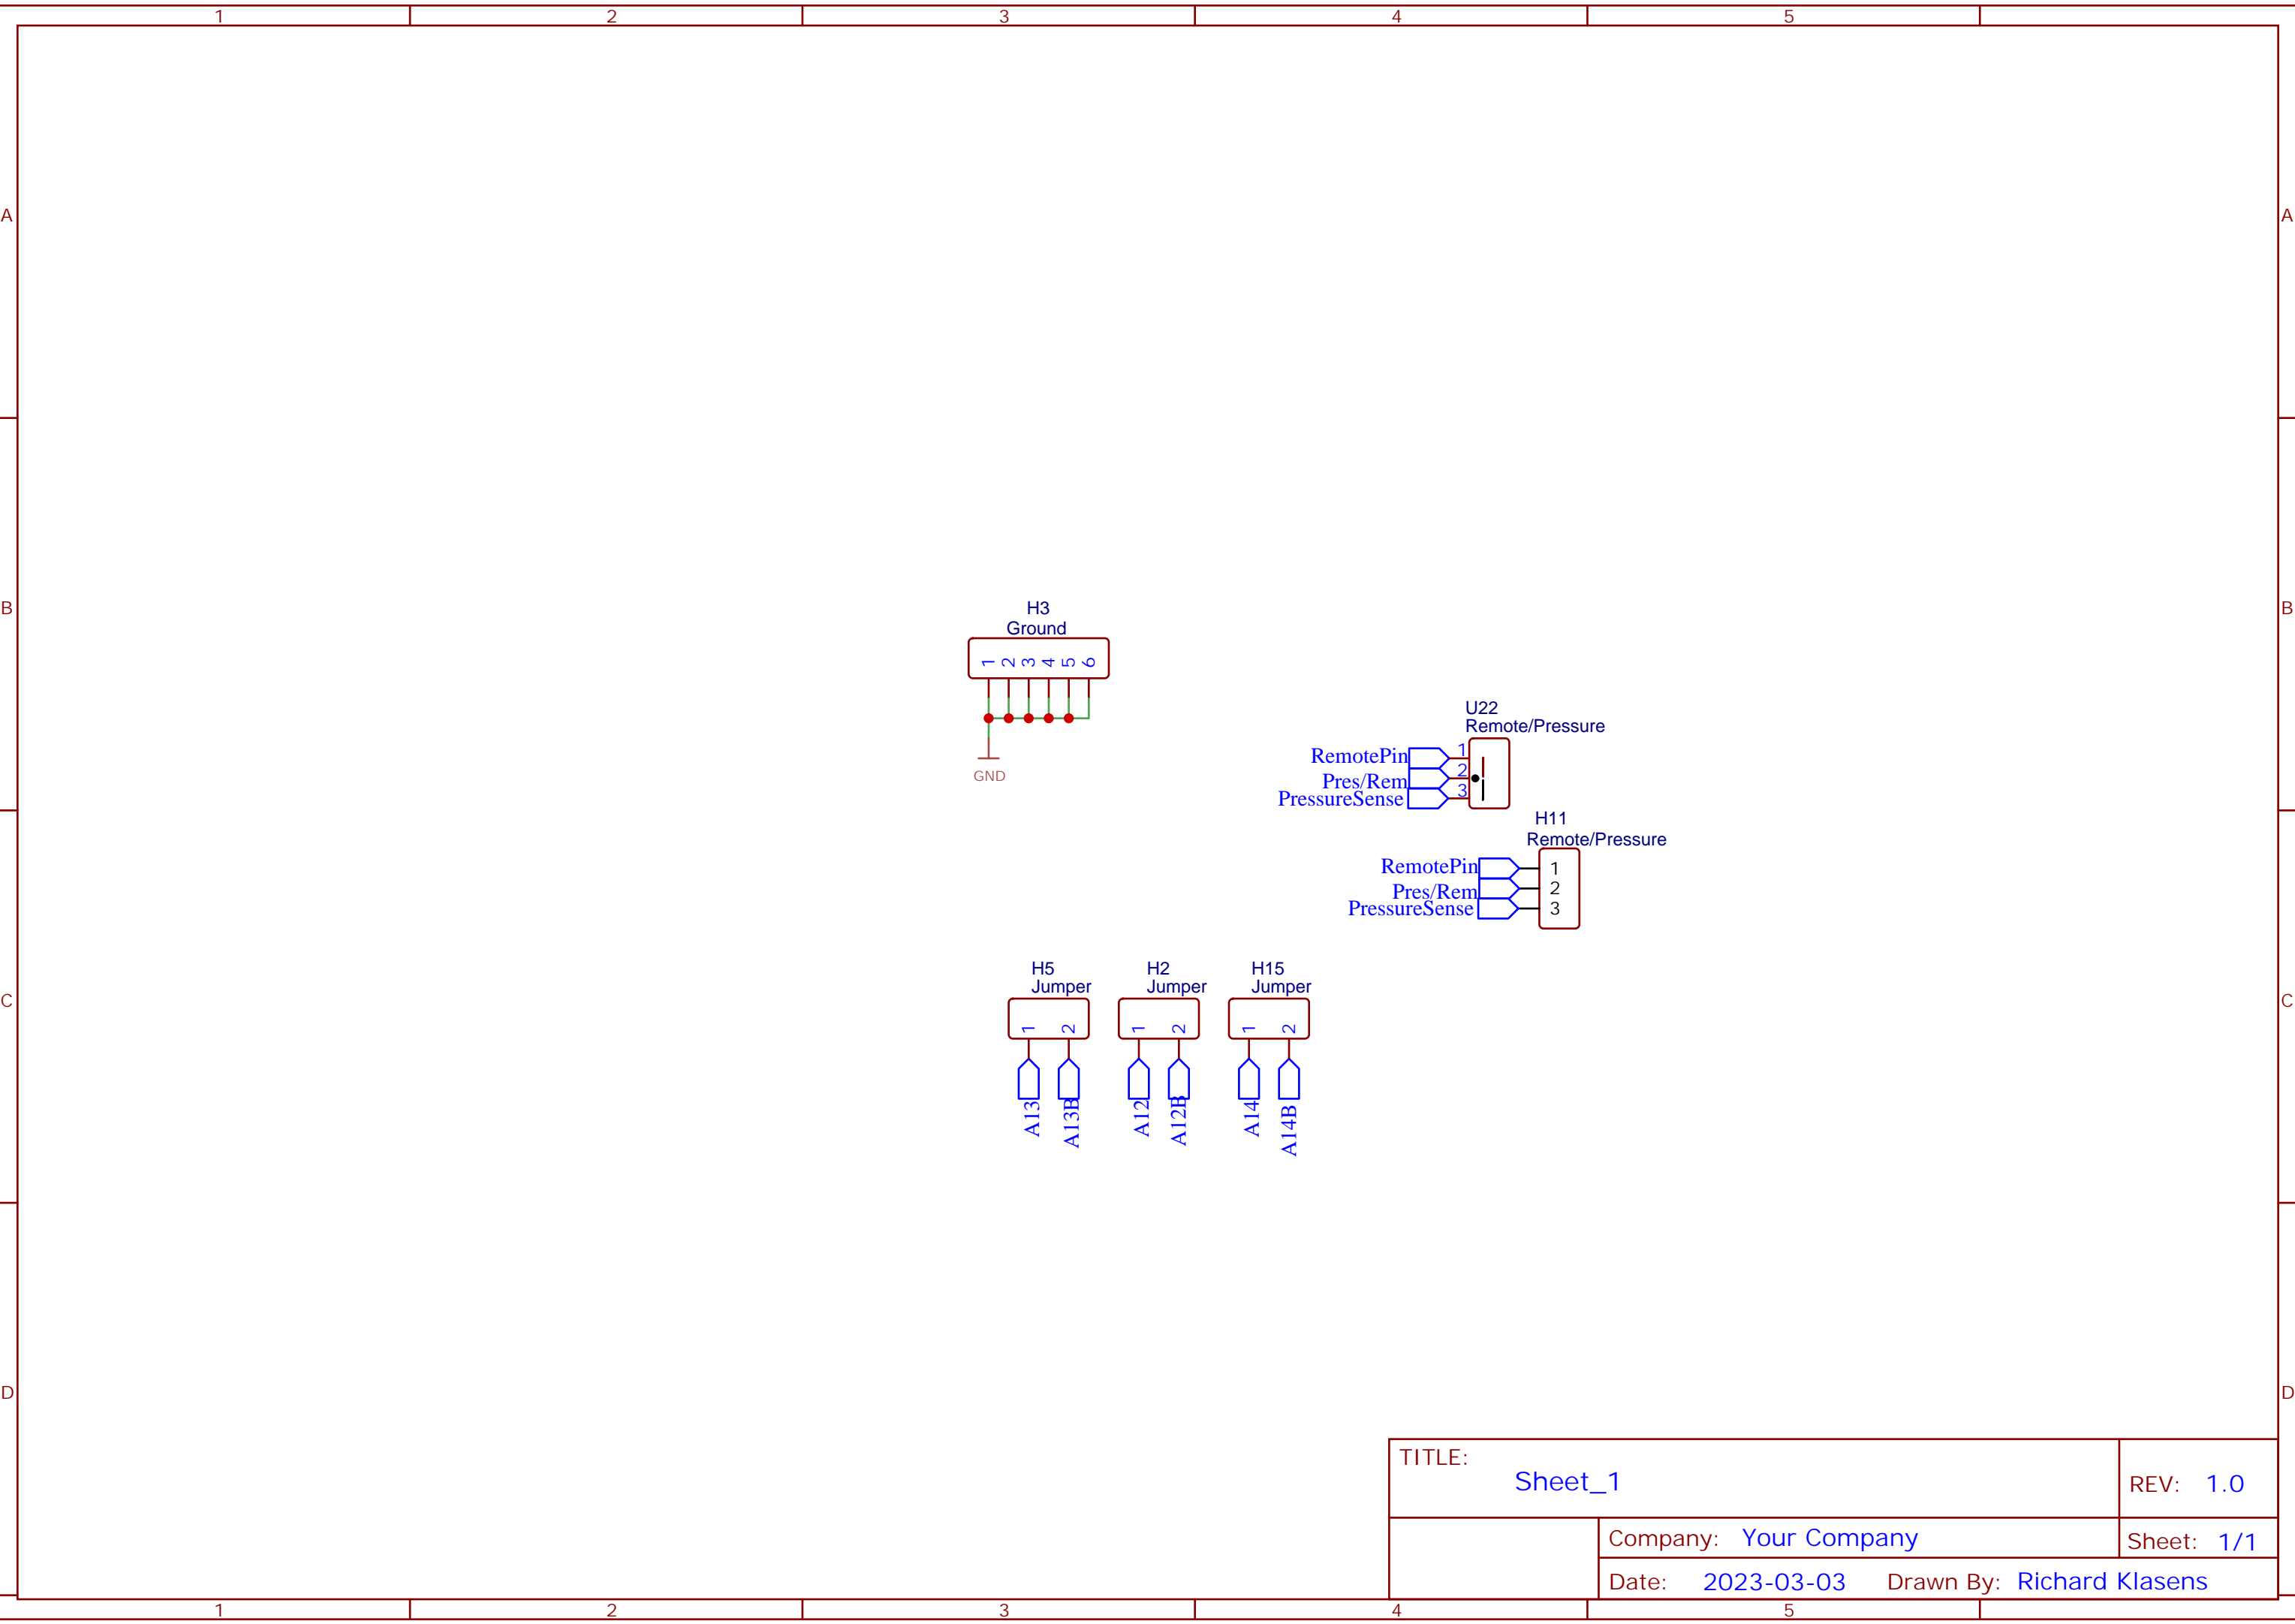 1 2 3 4 5
A A
B B
H3
Ground
1 2 3 4 5 6
GND
U22
Remote/Pressure
RemotePin 1
Pres/Rem 2
PressureSense 3
H11
Remote/Pressure
RemotePin 1
Pres/Rem 2
PressureSense 3
C C
H5 H2 H15
Jumper Jumper Jumper
1 2 1 2 1 2
A13 A13B A12 A12B A14 A14B
D D
TITLE:
Sheet_1
REV: 1.0
Company: Your Company
Sheet: 1/1
Date: 2023-03-03 Drawn By: Richard Klasens
1 2 3 4 5